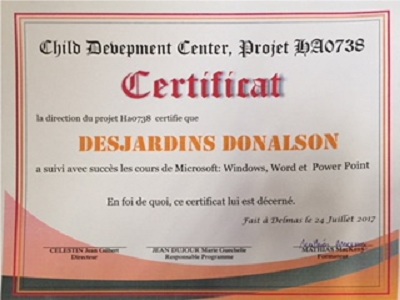 Child Devepment Center, Projet HA0738
Certificat
la direction du projet Ha0738 certifie que
DESJARDINS DONALSON
a suivi avec succès les cours de Microsoft: Windows, Word et Power Point
En foi de quoi, ce certificat lui est décerné.
Fait à Delmas le 24 Juillet 2017
CELESTIN Jean Gilbert JEAN DUJOUR Marie Guechelle MATHIAS
Directeur Responsable Programme Formateur